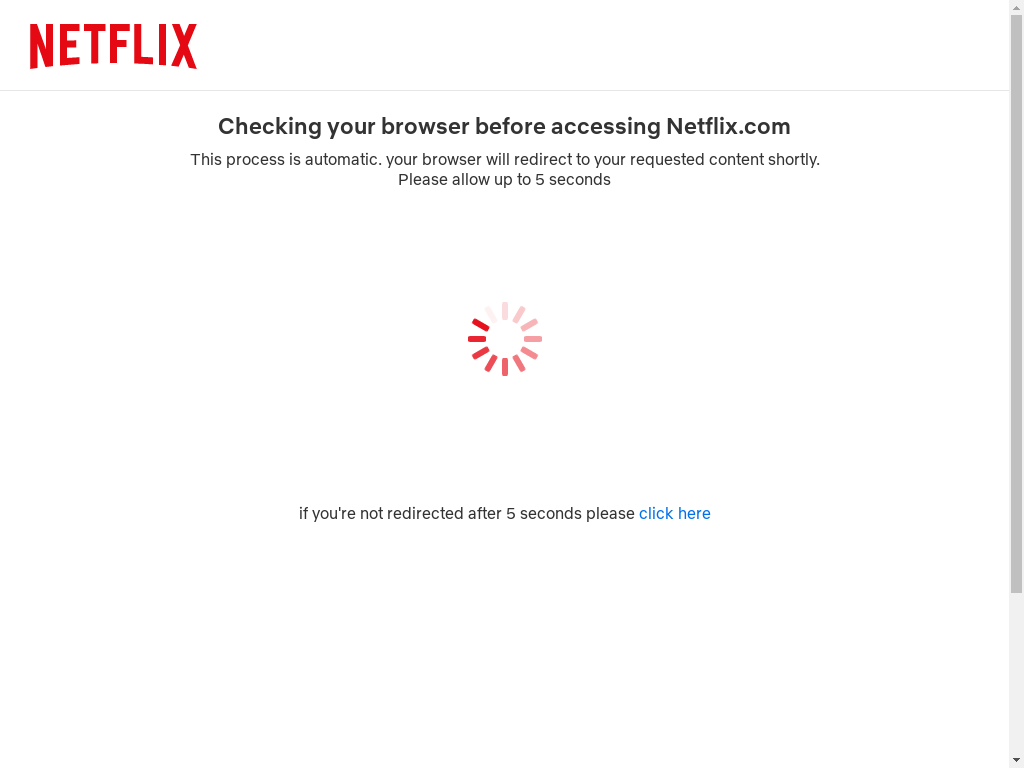 NETFLIX
Checking your browser before accessing Netflix.com
This process is automatic. your browser will redirect to your requested content shortly.
Please allow up to 5 seconds
if you're not redirected after 5 seconds please click here